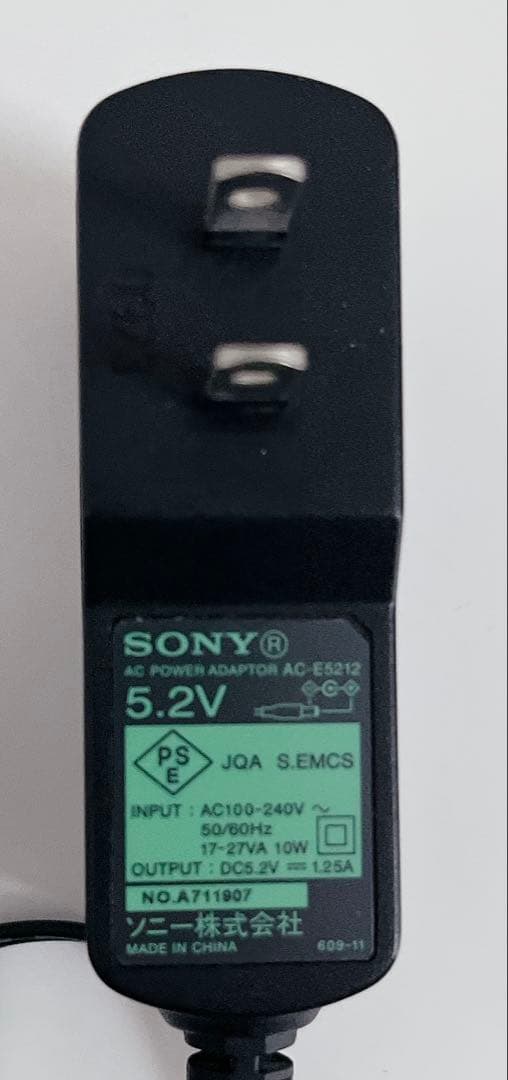 SONY®
AC POWER ADAPTOR AC-E5212
5.2V
PSE JQA S.EMCS
INPUT : AC100-240V ~
50/60Hz
17-27VA 10W
OUTPUT : DC5.2V ⎓ 1.25A
NO.A711907
ソニー株式会社
MADE IN CHINA 609-11